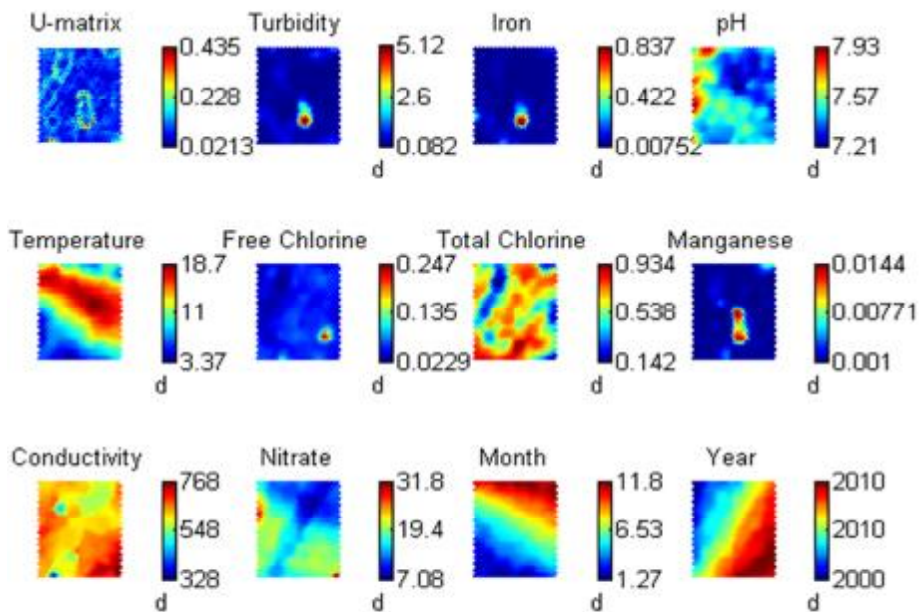 U-matrix Turbidity Iron pH
0.435 5.12 0.837 7.93
0.228 2.6 0.422 7.57
0.0213 0.082 0.00752 7.21
d d d
Temperature Free Chlorine Total Chlorine Manganese
18.7 0.247 0.934 0.0144
11 0.135 0.538 0.00771
3.37 0.0229 0.142 0.001
d d d d
Conductivity Nitrate Month Year
768 31.8 11.8 2010
548 19.4 6.53 2010
328 7.08 1.27 2000
d d d d